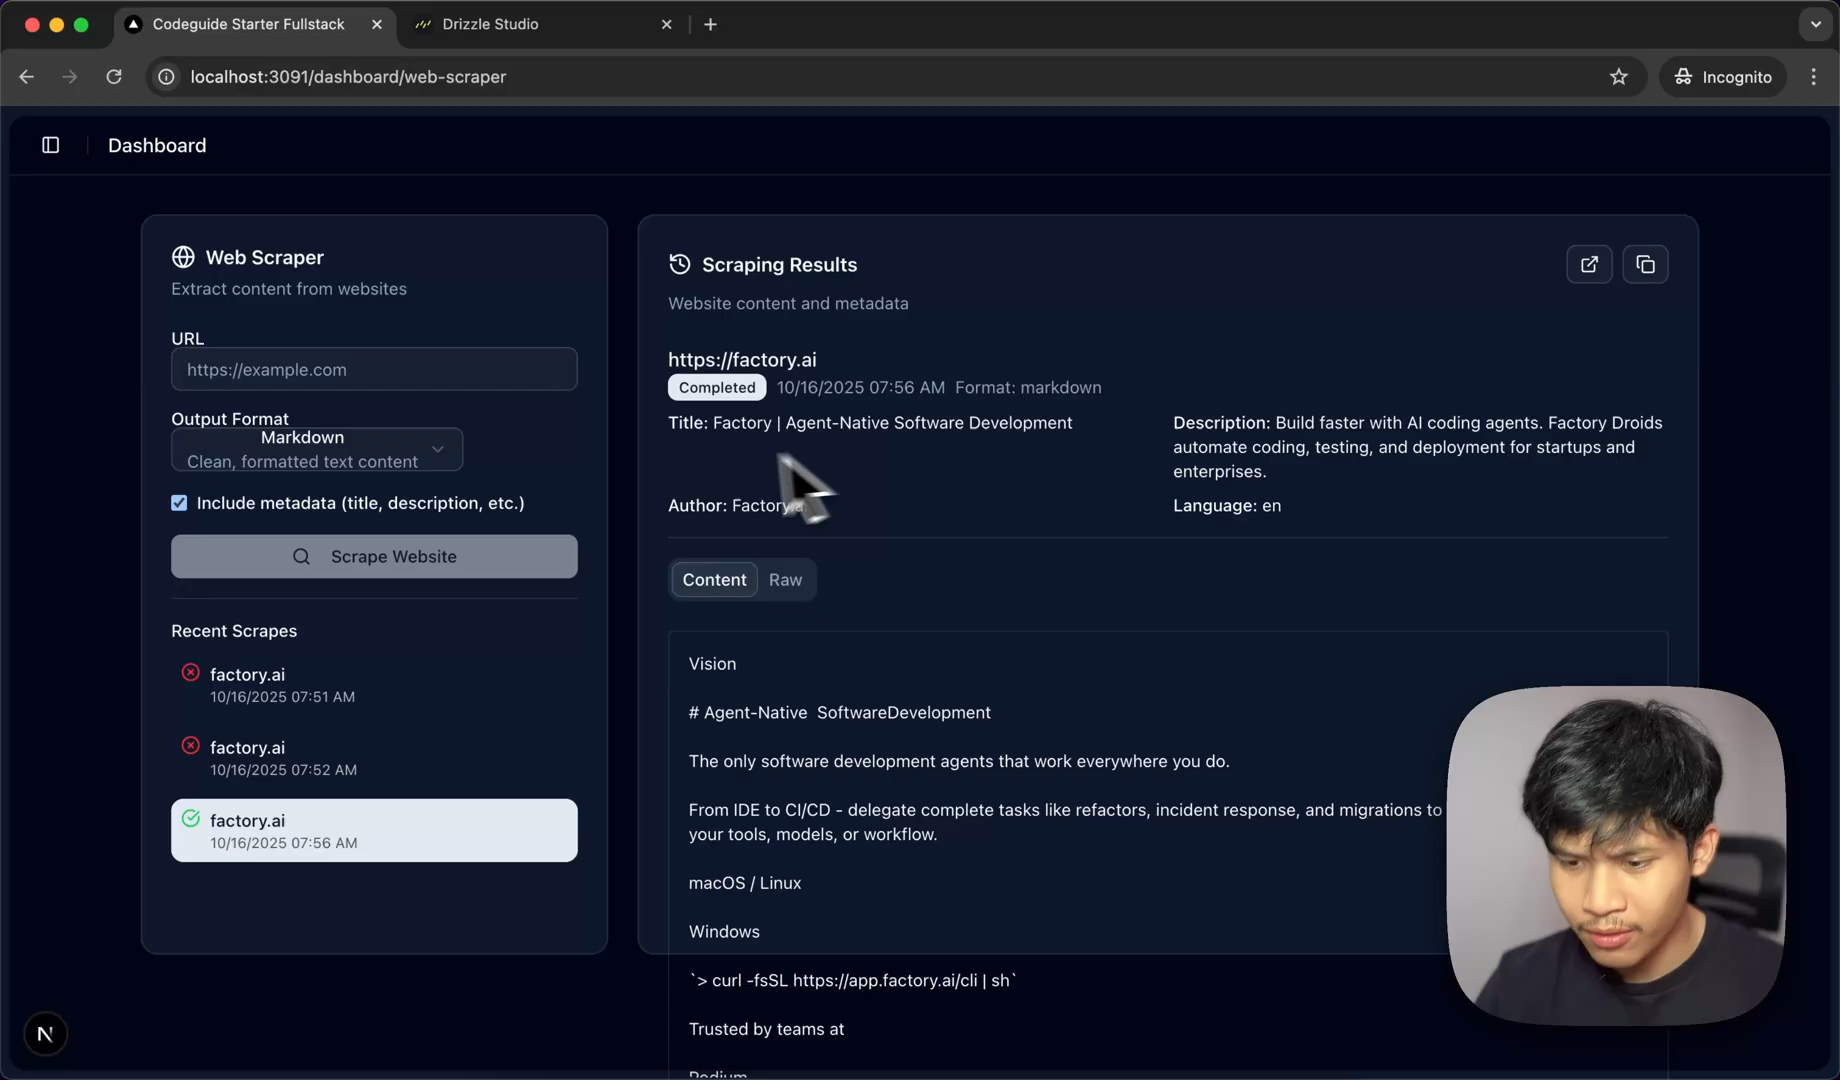 Codeguide Starter Fullstack
Drizzle Studio
localhost:3091/dashboard/web-scraper
Incognito
Dashboard
Web Scraper
Extract content from websites
URL
https://example.com
Output Format
Markdown
Clean, formatted text content
Include metadata (title, description, etc.)
Scrape Website
Recent Scrapes
factory.ai
10/16/2025 07:51 AM
factory.ai
10/16/2025 07:52 AM
factory.ai
10/16/2025 07:56 AM
Scraping Results
Website content and metadata
https://factory.ai
Completed 10/16/2025 07:56 AM Format: markdown
Title: Factory | Agent-Native Software Development
Description: Build faster with AI coding agents. Factory Droids
automate coding, testing, and deployment for startups and
enterprises.
Author:
Language: en
Content Raw
Vision
# Agent-Native  SoftwareDevelopment
The only software development agents that work everywhere you do.
From IDE to CI/CD - delegate complete tasks like refactors, incident response, and migrations to
your tools, models, or workflow.
macOS / Linux
Windows
`> curl -fsSL https://app.factory.ai/cli | sh`
Trusted by teams at
Podium
N